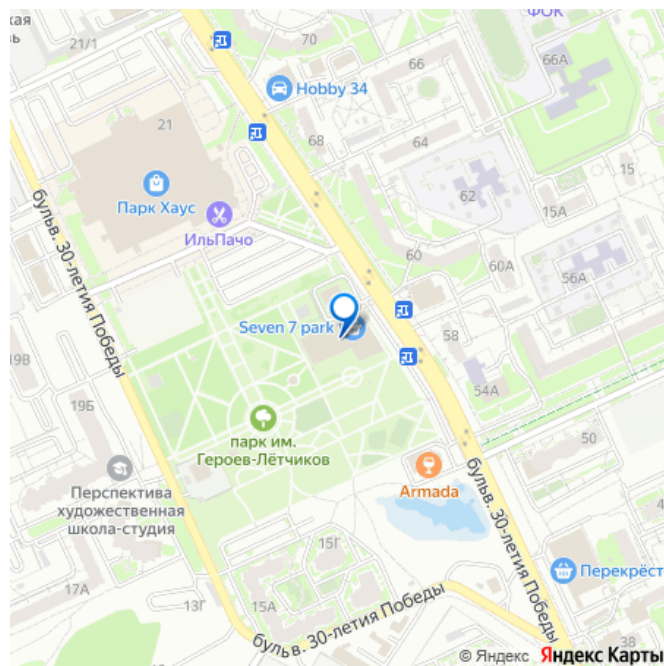 ская
ФОК
21/1
70
66
66А
Hobby 34
21
68
64
15
62
15А
Парк Хаус
ИльПачо
бульв. 30-летия Победы
60
60А
56А
Seven 7 park
58
19В
54А
19Б
парк им.
Героев-Лётчиков
50
Перспектива
художественная
школа-студия
Armada
бульв. 30-летия Победы
15Г
Перекрёст
17А
13Г
15А
бульв. 30-летия Победы
38
© Яндекс Яндекс Карты